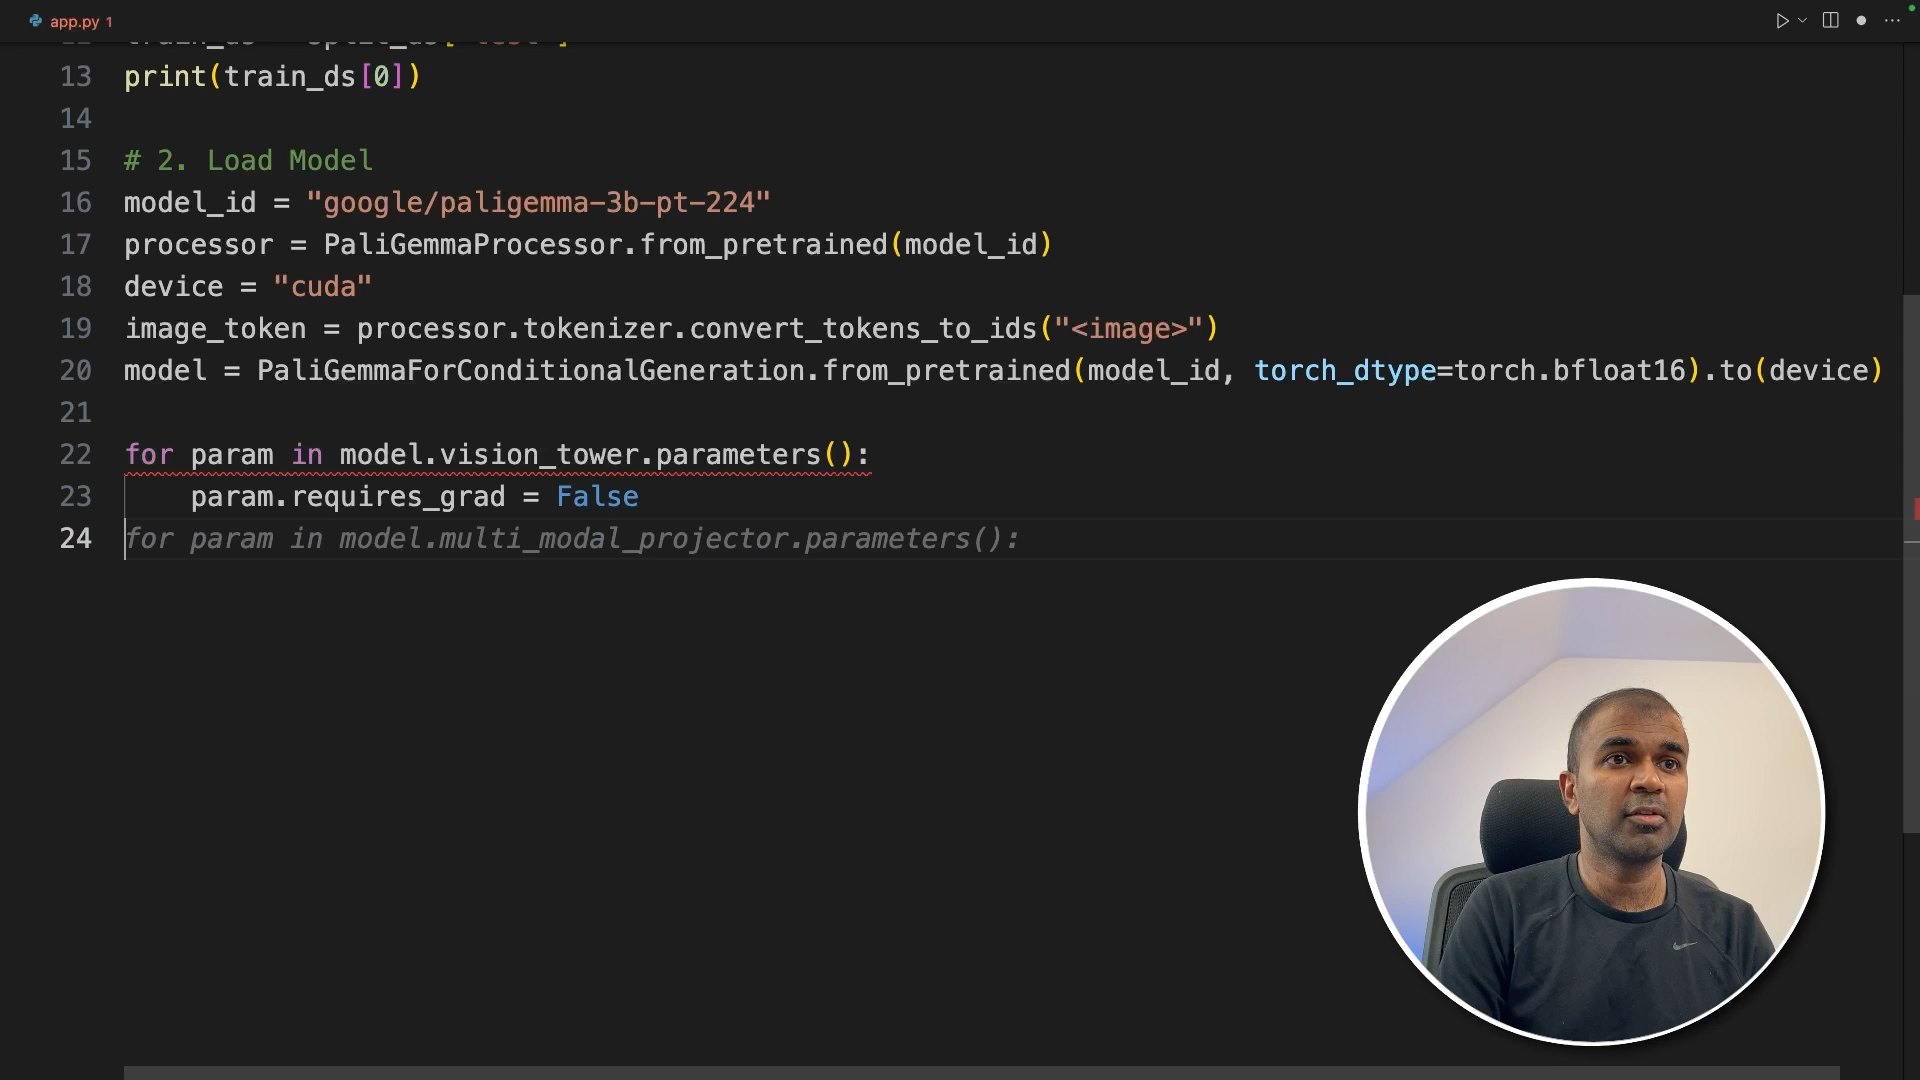 app.py 1
13 print(train_ds[0])
14
15 # 2. Load Model
16 model_id = "google/paligemma-3b-pt-224"
17 processor = PaliGemmaProcessor.from_pretrained(model_id)
18 device = "cuda"
19 image_token = processor.tokenizer.convert_tokens_to_ids("<image>")
20 model = PaliGemmaForConditionalGeneration.from_pretrained(model_id, torch_dtype=torch.bfloat16).to(device)
21
22 for param in model.vision_tower.parameters():
23 param.requires_grad = False
24 for param in model.multi_modal_projector.parameters():